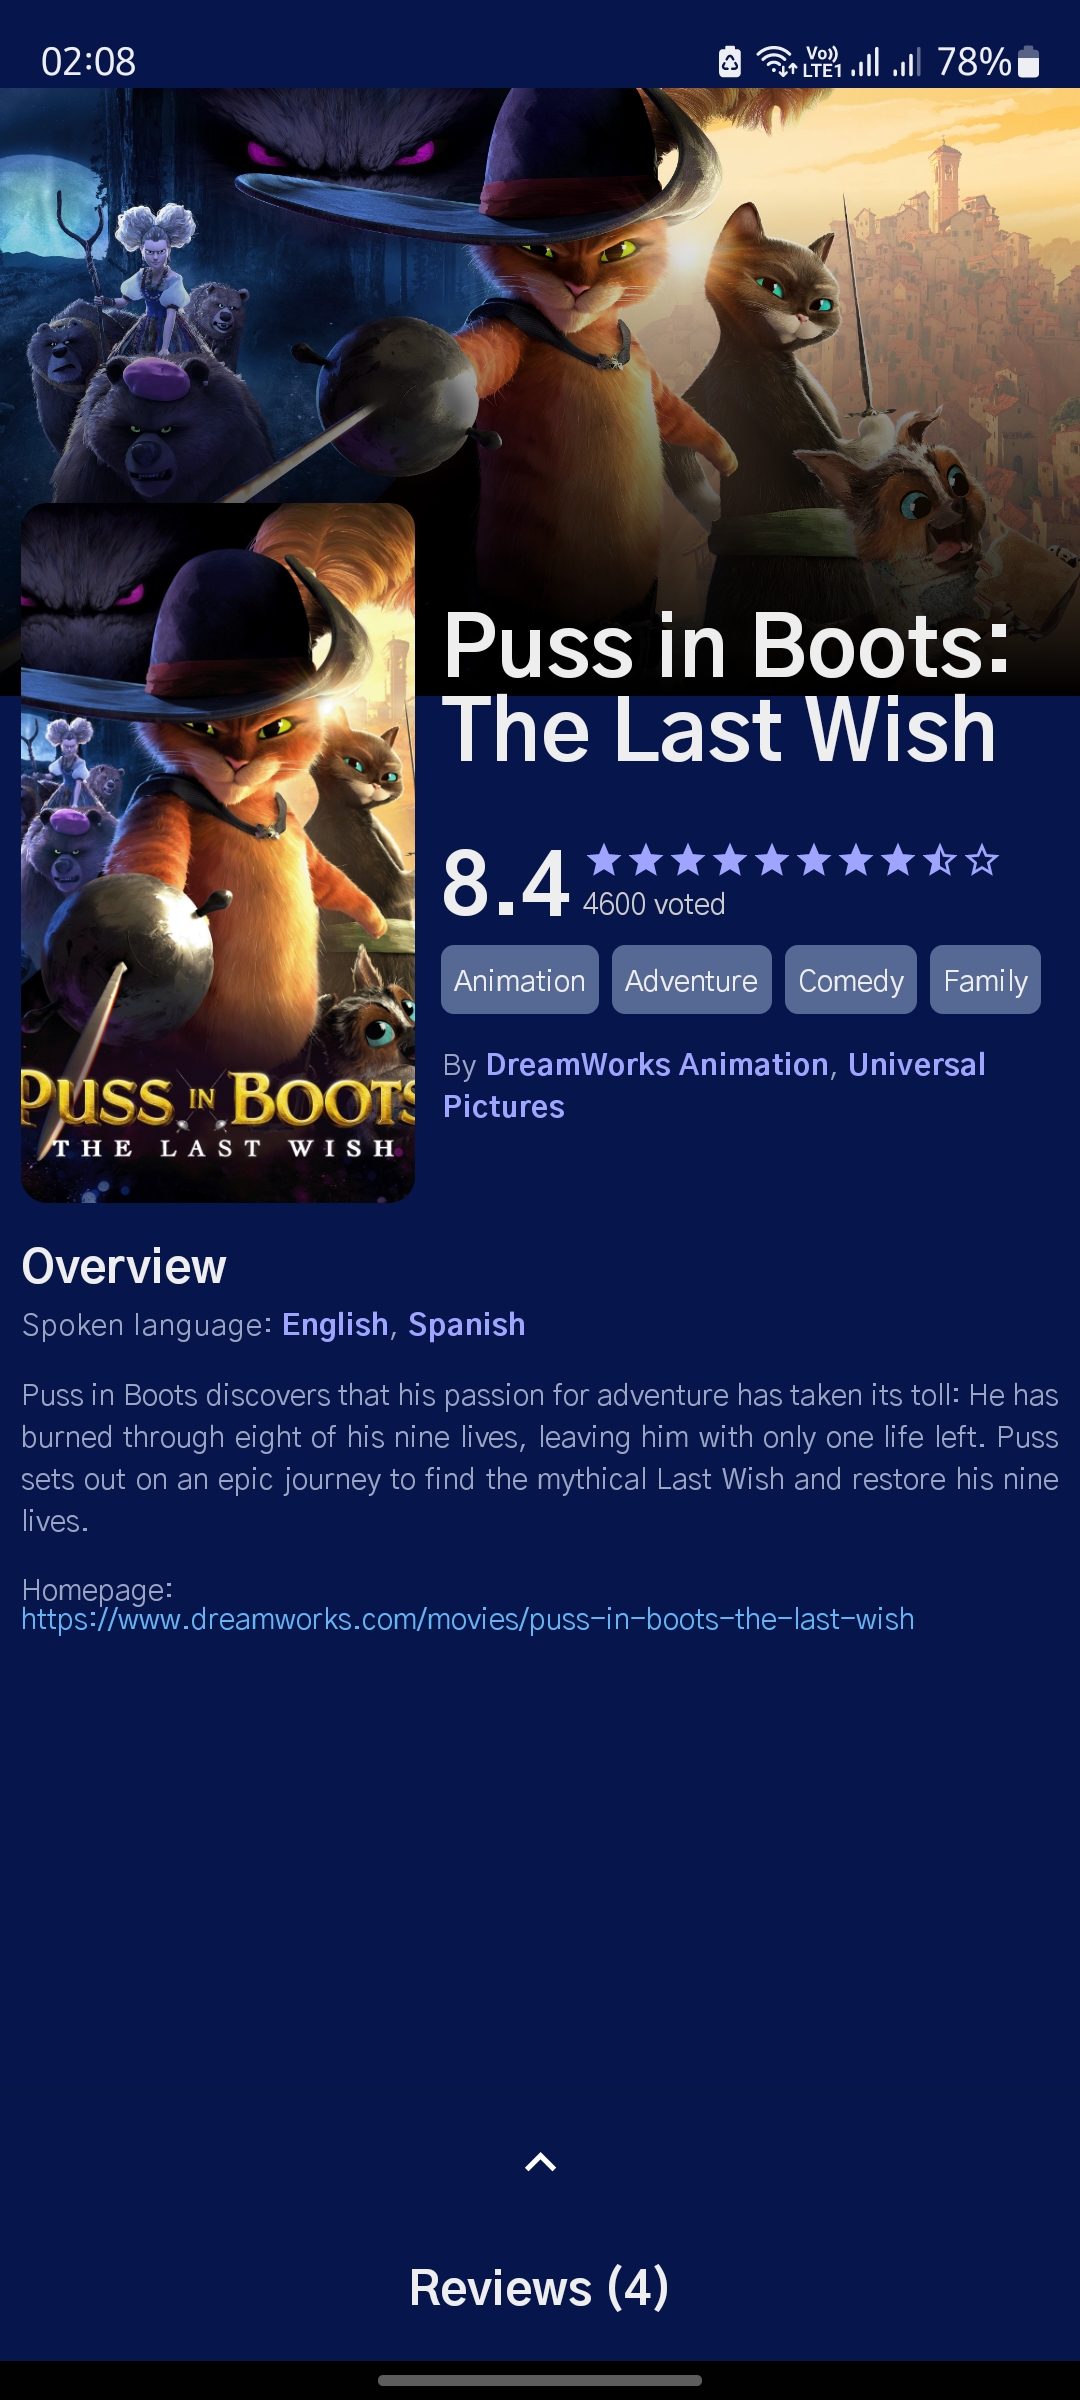 02:08
Vo)) LTE1 78%
PUSS IN BOOTS
THE LAST WISH
Puss in Boots:
The Last Wish
8.4
4600 voted
Animation Adventure Comedy Family
By DreamWorks Animation, Universal
Pictures
Overview
Spoken language: English, Spanish
Puss in Boots discovers that his passion for adventure has taken its toll: He has
burned through eight of his nine lives, leaving him with only one life left. Puss
sets out on an epic journey to find the mythical Last Wish and restore his nine
lives.
Homepage:
https://www.dreamworks.com/movies/puss-in-boots-the-last-wish
Reviews (4)